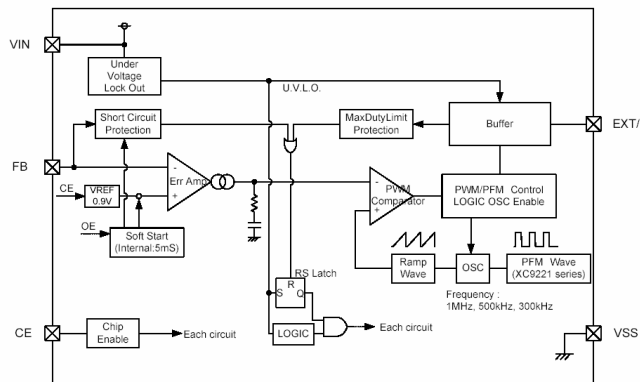 VIN
Under
Voltage
Lock Out
U.V.L.O.
Short Circuit
Protection
MaxDutyLimit
Protection
Buffer
EXT/
FB
-
Err Amp
+
CE
VREF
0.9V
OE
Soft Start
(Internal:5mS)
-
PWM
Comparator
+
PWM/PFM Control
LOGIC OSC Enable
Ramp
Wave
OSC
PFM Wave
(XC9221 series)
Frequency :
1MHz, 500kHz, 300kHz
RS Latch
R
S
Q
LOGIC
Each circuit
CE
Chip
Enable
Each circuit
VSS